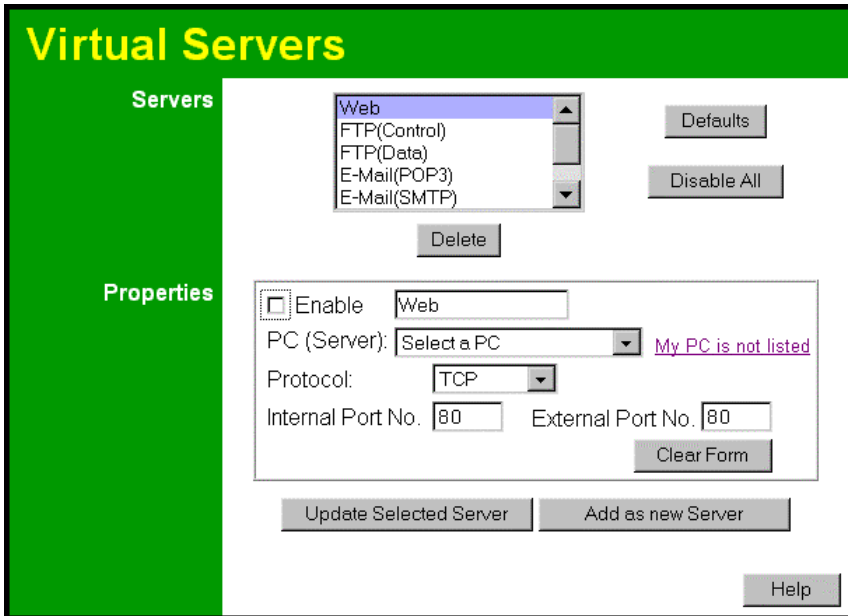 Virtual Servers
Servers
Web
FTP(Control)
FTP(Data)
E-Mail(POP3)
E-Mail(SMTP)
Defaults
Disable All
Delete
Properties
Enable Web
PC (Server): Select a PC My PC is not listed
Protocol: TCP
Internal Port No. 80 External Port No. 80
Clear Form
Update Selected Server Add as new Server
Help